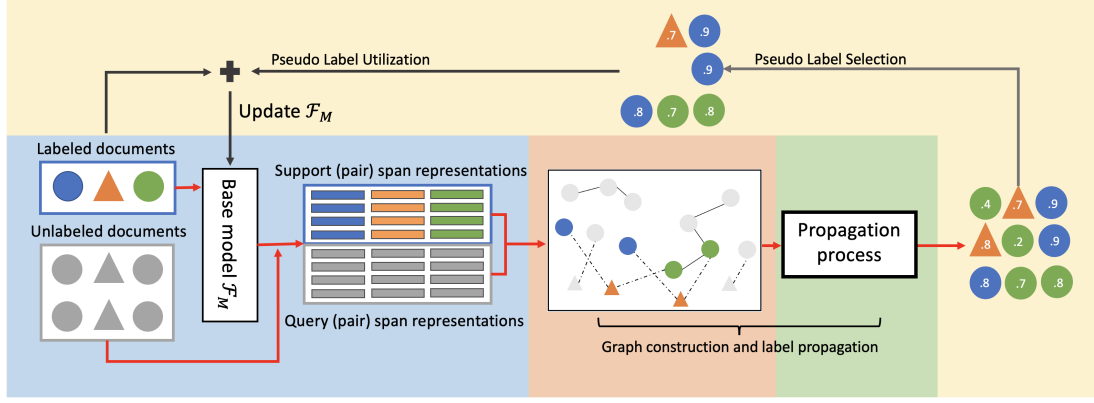 .7
.9
Pseudo Label Utilization
.9
Pseudo Label Selection
.8
.7
.8
Update ℱ_M
Labeled documents
Support (pair) span representations
Base model ℱ_M
Unlabeled documents
Query (pair) span representations
Propagation
process
Graph construction and label propagation
.4
.7
.9
.8
.2
.9
.8
.7
.8